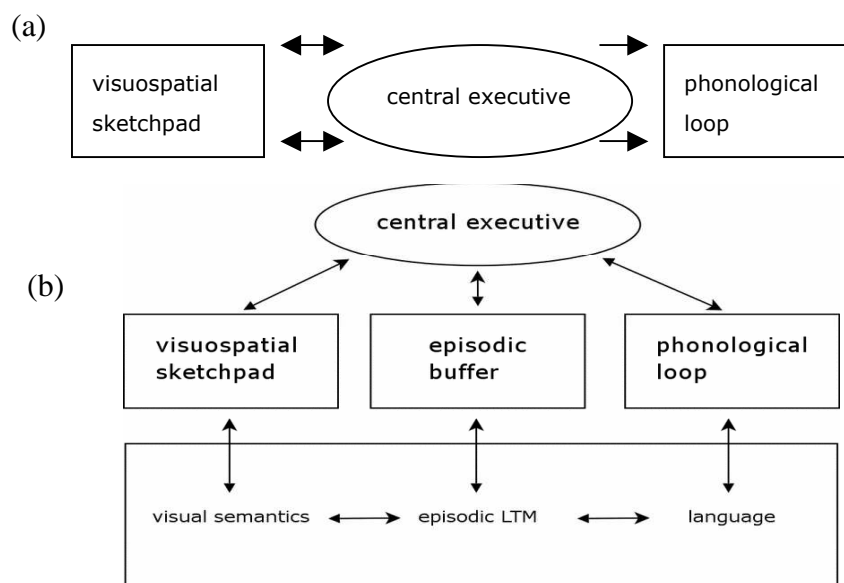 (a)
visuospatial
sketchpad
central executive
phonological
loop
(b)
central executive
visuospatial
sketchpad
episodic
buffer
phonological
loop
visual semantics
episodic LTM
language